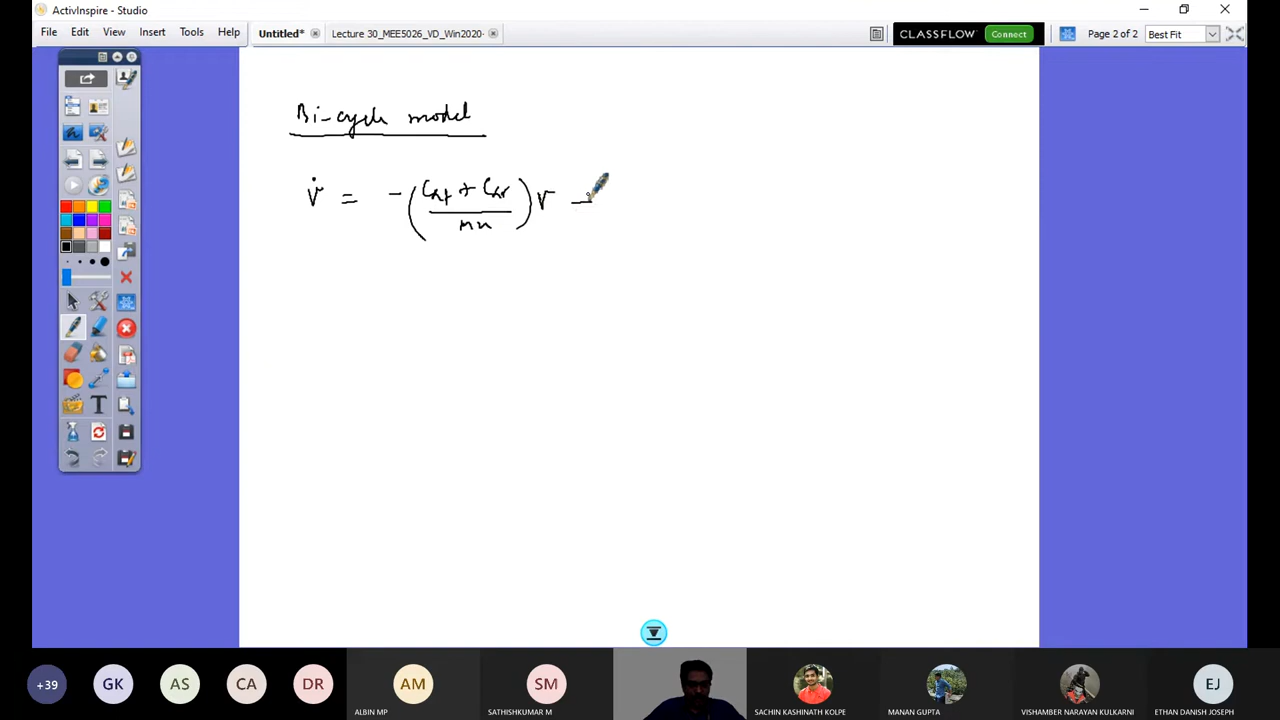 ActivInspire - Studio
File Edit View Insert Tools Help
Untitled* Lecture 30_MEE5026_VD_Win2020-
CLASSFLOW Connect
Page 2 of 2 Best Fit
Bi-cycle model
v̇ = -((Cαf + Cαr)/mu) v -
T
+39 GK AS CA DR AM SM EJ
ALBIN MP SATHISHKUMAR M SACHIN KASHINATH KOLPE MANAN GUPTA VISHAMBER NARAYAN KULKARNI ETHAN DANISH JOSEPH